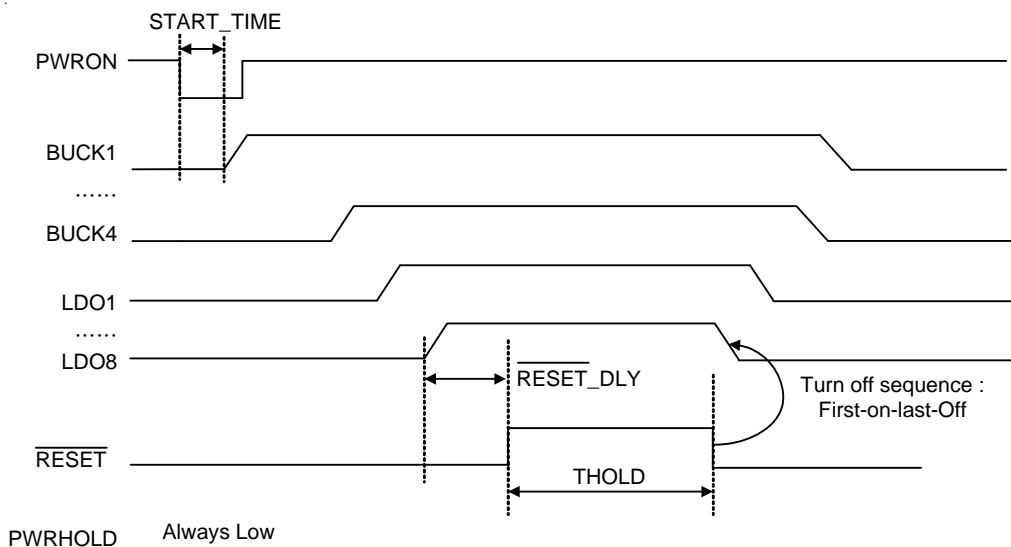 START_TIME
PWRON
BUCK1
......
BUCK4
LDO1
......
LDO8
RESET_DLY
Turn off sequence :
First-on-last-Off
RESET
THOLD
PWRHOLD Always Low